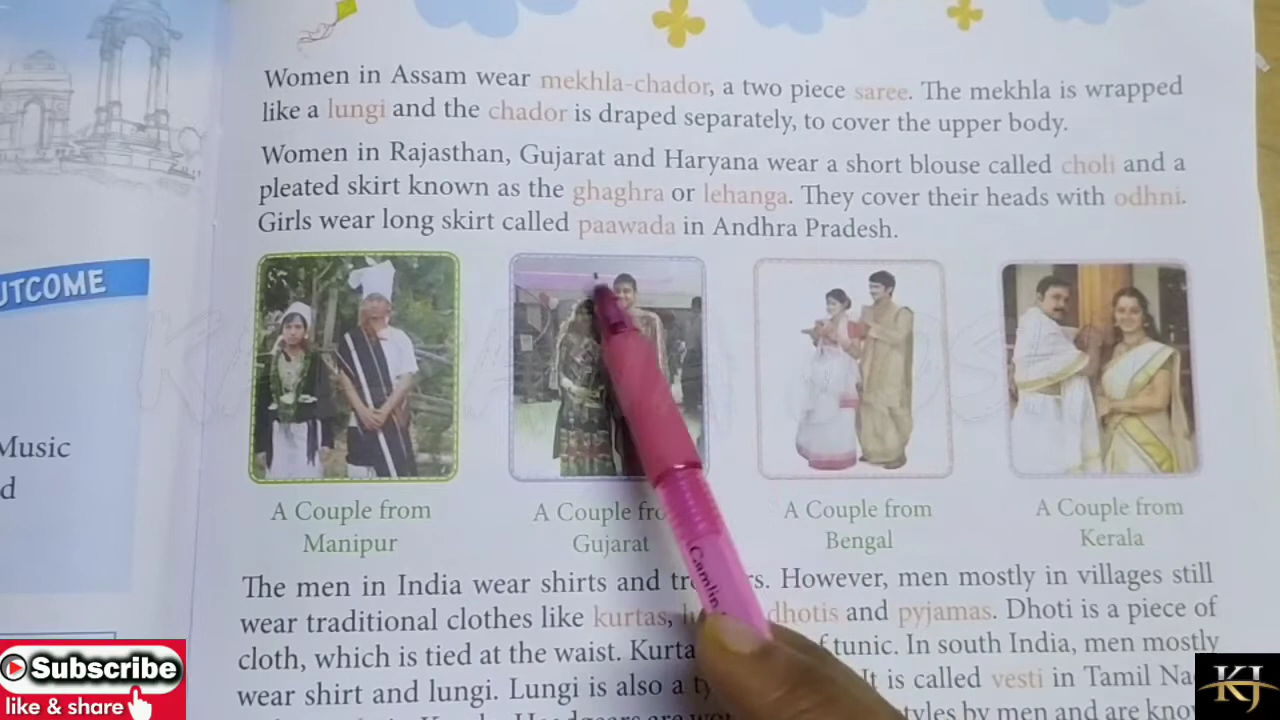 Women in Assam wear mekhla-chador, a two piece saree. The mekhla is wrapped
like a lungi and the chador is draped separately, to cover the upper body.
Women in Rajasthan, Gujarat and Haryana wear a short blouse called choli and a
pleated skirt known as the ghaghra or lehanga. They cover their heads with odhni.
Girls wear long skirt called paawada in Andhra Pradesh.
UTCOME
Music
d
A Couple from
Manipur
A Couple fro
Gujarat
A Couple from
Bengal
A Couple from
Kerala
The men in India wear shirts and tr rs. However, men mostly in villages still
wear traditional clothes like kurtas, dhotis and pyjamas. Dhoti is a piece of
cloth, which is tied at the waist. Kurta f tunic. In south India, men mostly
wear shirt and lungi. Lungi is also a ty It is called vesti in Tamil Na
Camlin
Subscribe
like & share
KJ